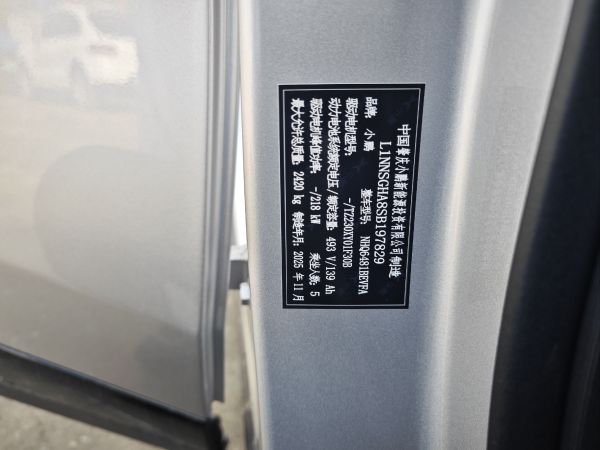 中国肇庆小鹏新能源投资有限公司制造
L1NNSGHA8SB197829
品牌: 小鹏 整车型号: NHQ6481BEVFA
驱动电机型号: -/TZ230XY01F30B
动力电池系统额定电压/额定容量: 493 V/139 Ah
驱动电机峰值功率: -/218 kW 乘坐人数: 5
最大允许总质量: 2420 kg 制造年月: 2025 年 11 月